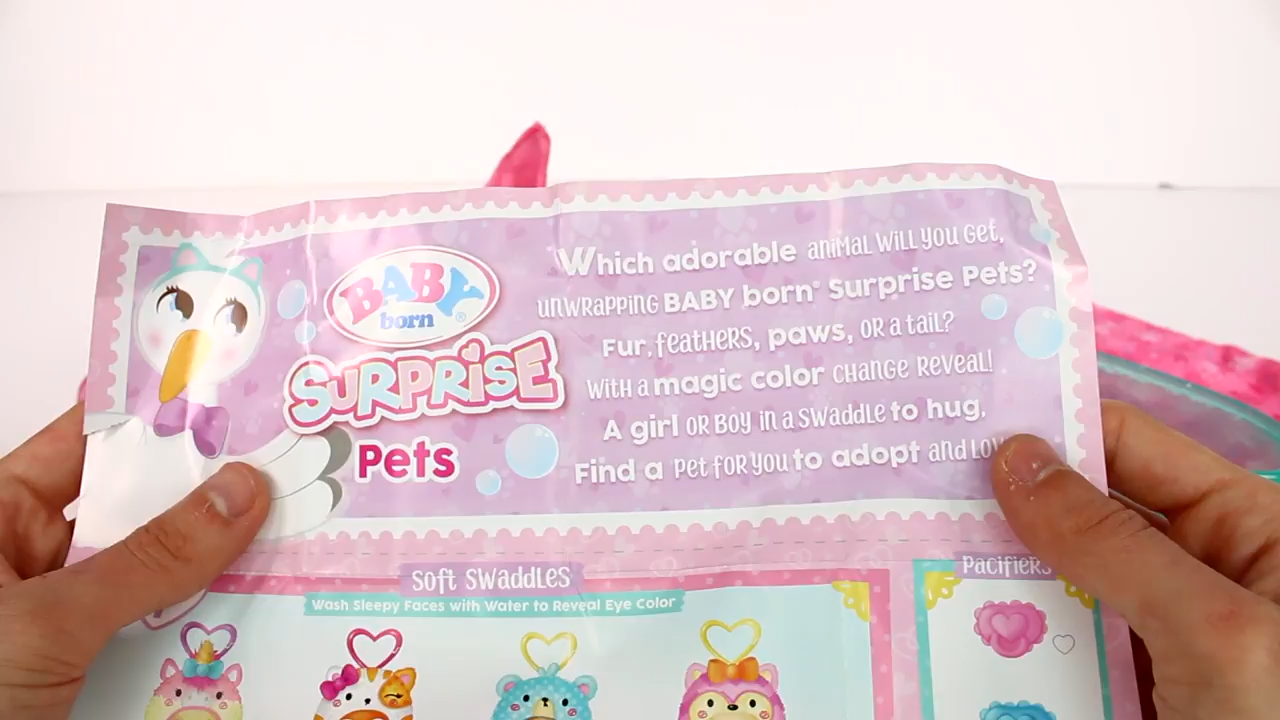 BABY
born®
SURPRISE
Pets
Which adorable animal will you get,
unwrapping BABY born® Surprise Pets?
Fur, feathers, paws, or a tail?
With a magic color change reveal!
A girl or boy in a swaddle to hug,
Find a pet for you to adopt and
Soft Swaddles
Wash Sleepy Faces with Water to Reveal Eye Color
Pacifiers